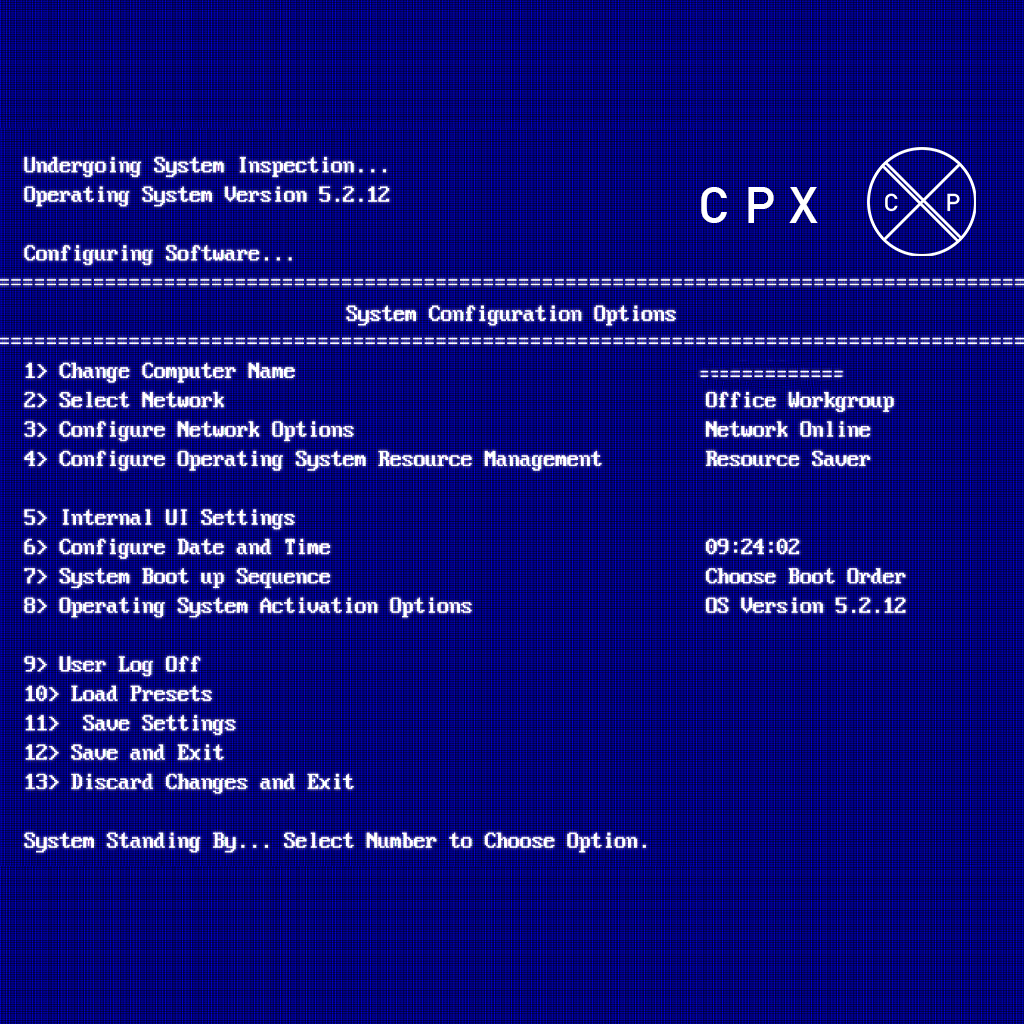 Undergoing System Inspection...
Operating System Version 5.2.12
CPX
C P
Configuring Software...
=======================================================================================
System Configuration Options
=======================================================================================
1> Change Computer Name =============
2> Select Network Office Workgroup
3> Configure Network Options Network Online
4> Configure Operating System Resource Management Resource Saver
5> Internal UI Settings
6> Configure Date and Time 09:24:02
7> System Boot up Sequence Choose Boot Order
8> Operating System Activation Options OS Version 5.2.12
9> User Log Off
10> Load Presets
11>  Save Settings
12> Save and Exit
13> Discard Changes and Exit
System Standing By... Select Number to Choose Option.